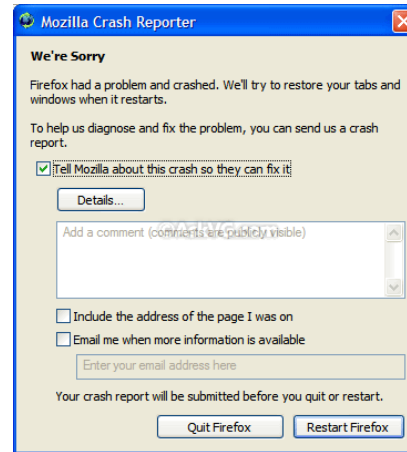 Mozilla Crash Reporter
We're Sorry
Firefox had a problem and crashed. We'll try to restore your tabs and
windows when it restarts.
To help us diagnose and fix the problem, you can send us a crash
report.
Tell Mozilla about this crash so they can fix it
Details...
Add a comment (comments are publicly visible)
Include the address of the page I was on
Email me when more information is available
Enter your email address here
Your crash report will be submitted before you quit or restart.
Quit Firefox
Restart Firefox